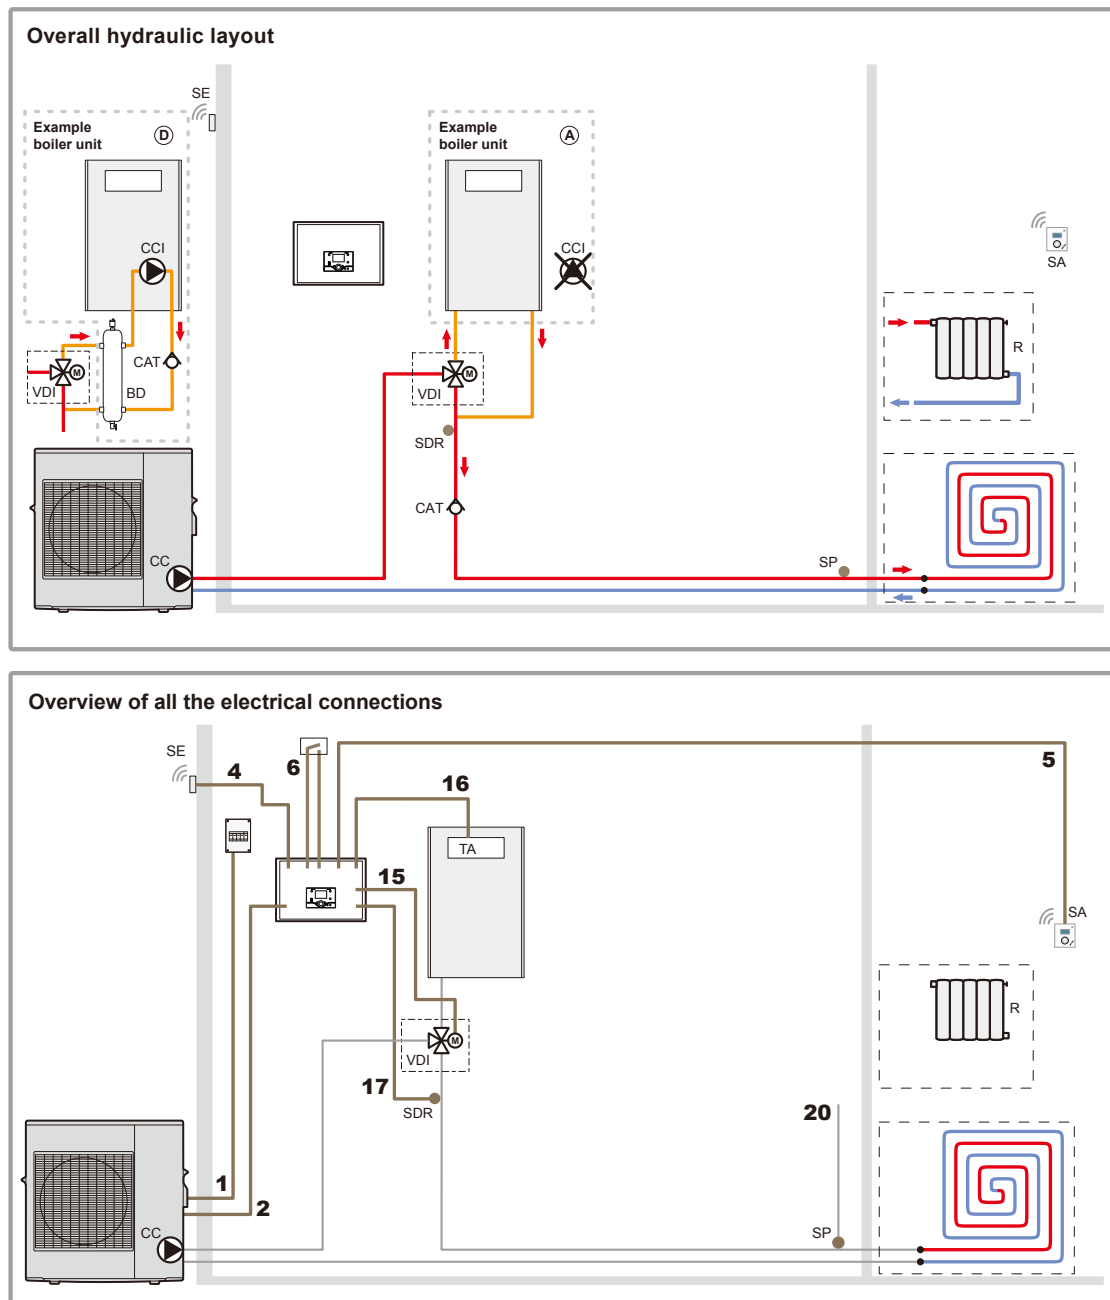 Overall hydraulic layout
SE
Example
boiler unit
D
Example
boiler unit
A
CCI
CCI
SA
R
CAT
VDI
M
BD
VDI
M
SDR
CAT
CC
SP
Overview of all the electrical connections
SE
4
6
5
16
TA
15
SA
R
VDI
M
17
SDR
20
1
2
CC
SP